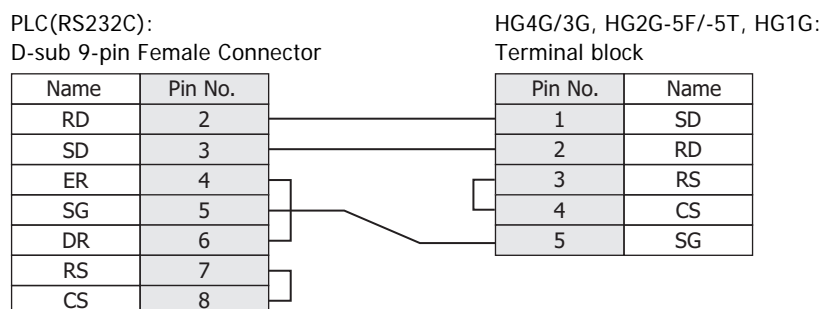 PLC(RS232C):
D-sub 9-pin Female Connector
Name Pin No.
RD 2
SD 3
ER 4
SG 5
DR 6
RS 7
CS 8
HG4G/3G, HG2G-5F/-5T, HG1G:
Terminal block
Pin No. Name
1 SD
2 RD
3 RS
4 CS
5 SG